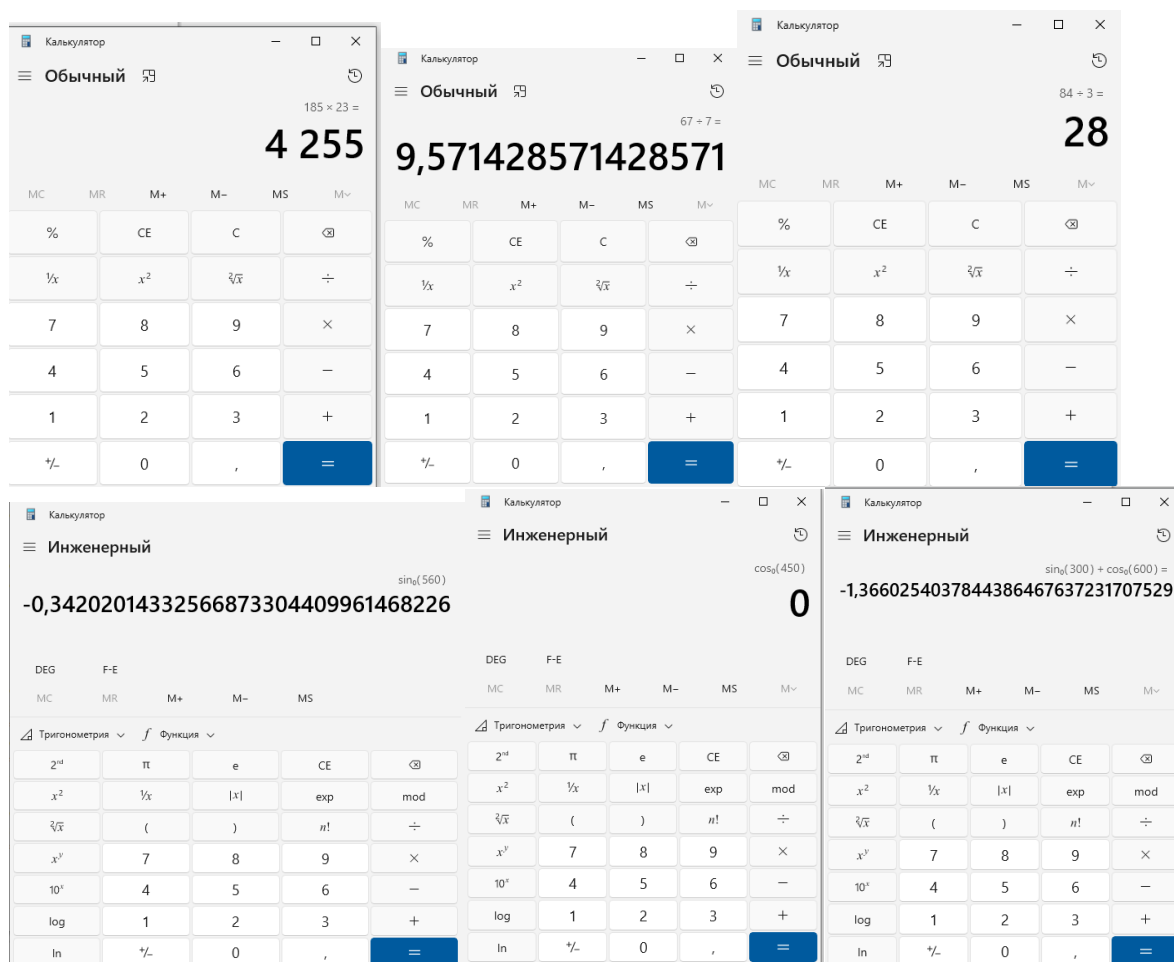 Калькулятор
Обычный
185 × 23 =
4 255
MC MR M+ M− MS M
% CE C
¹/x x² ²√x ÷
7 8 9 ×
4 5 6 −
1 2 3 +
+/− 0 , =
Калькулятор
Обычный
67 ÷ 7 =
9,571428571428571
MC MR M+ M− MS M
% CE C
¹/x x² ²√x ÷
7 8 9 ×
4 5 6 −
1 2 3 +
+/− 0 , =
Калькулятор
Обычный
84 ÷ 3 =
28
MC MR M+ M− MS M
% CE C
¹/x x² ²√x ÷
7 8 9 ×
4 5 6 −
1 2 3 +
+/− 0 , =
Калькулятор
Инженерный
sin₀(560)
-0,34202014332566873304409961468226
DEG F-E
MC MR M+ M− MS
Тригонометрия f Функция
2ⁿᵈ π e CE
x² ¹/x |x| exp mod
²√x ( ) n! ÷
xʸ 7 8 9 ×
10ˣ 4 5 6 −
log 1 2 3 +
ln +/− 0 , =
Калькулятор
Инженерный
cos₀(450)
0
DEG F-E
MC MR M+ M− MS M
Тригонометрия f Функция
2ⁿᵈ π e CE
x² ¹/x |x| exp mod
²√x ( ) n! ÷
xʸ 7 8 9 ×
10ˣ 4 5 6 −
log 1 2 3 +
ln +/− 0 , =
Калькулятор
Инженерный
sin₀(300) + cos₀(600) =
-1,3660254037844386467637231707529
DEG F-E
MC MR M+ M− MS M
Тригонометрия f Функция
2ⁿᵈ π e CE
x² ¹/x |x| exp mod
²√x ( ) n! ÷
xʸ 7 8 9 ×
10ˣ 4 5 6 −
log 1 2 3 +
ln +/− 0 , =